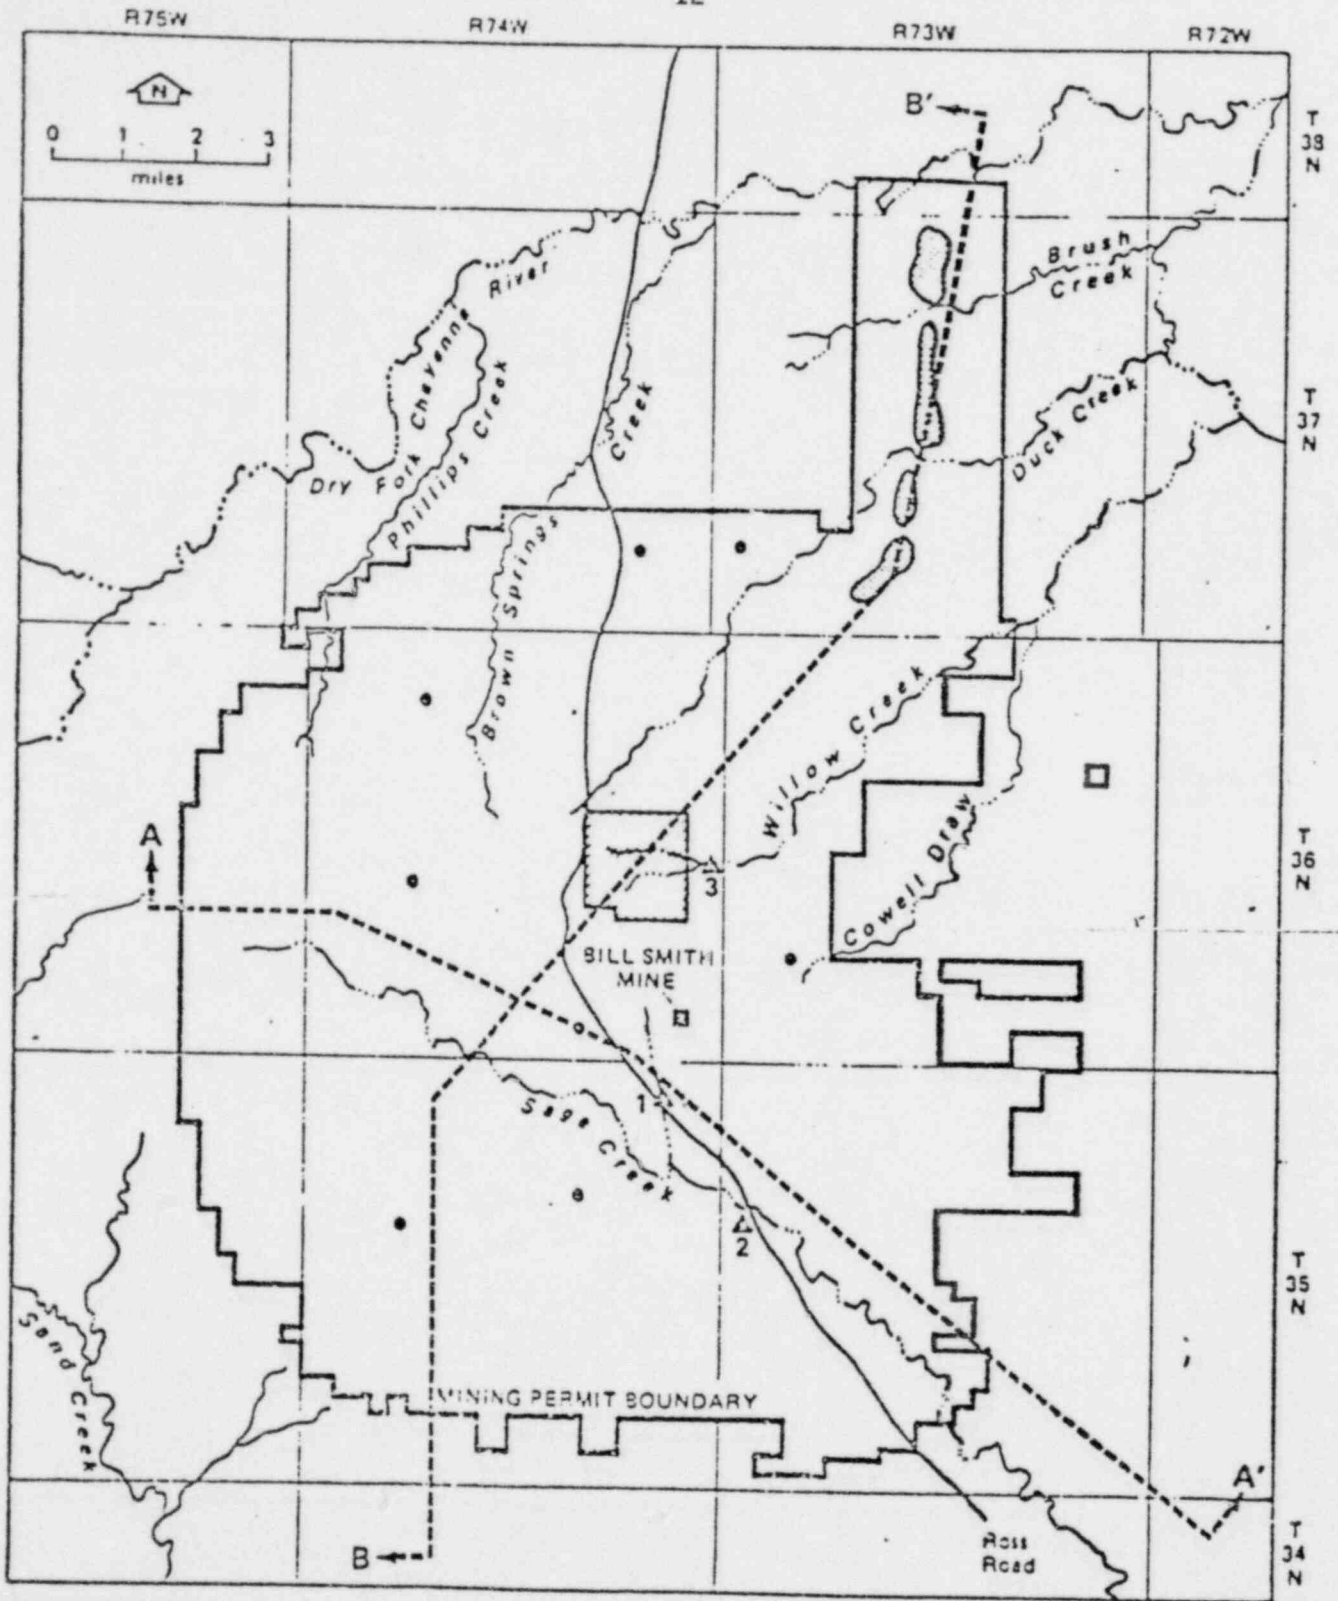 R75W R74W R73W R72W
N
0 1 2 3
miles
B'
T
38
N
Brush
Creek
River
Cheyenne
Dry Fork
Phillips Creek
Creek
Duck Creek
T
37
N
Brown Springs
Willow Creek
A
3
T
36
N
Cowell Draw
BILL SMITH
MINE
1
Sage Creek
2
T
35
N
Sand Creek
MINING PERMIT BOUNDARY
A'
B
Ross
Road
T
34
N